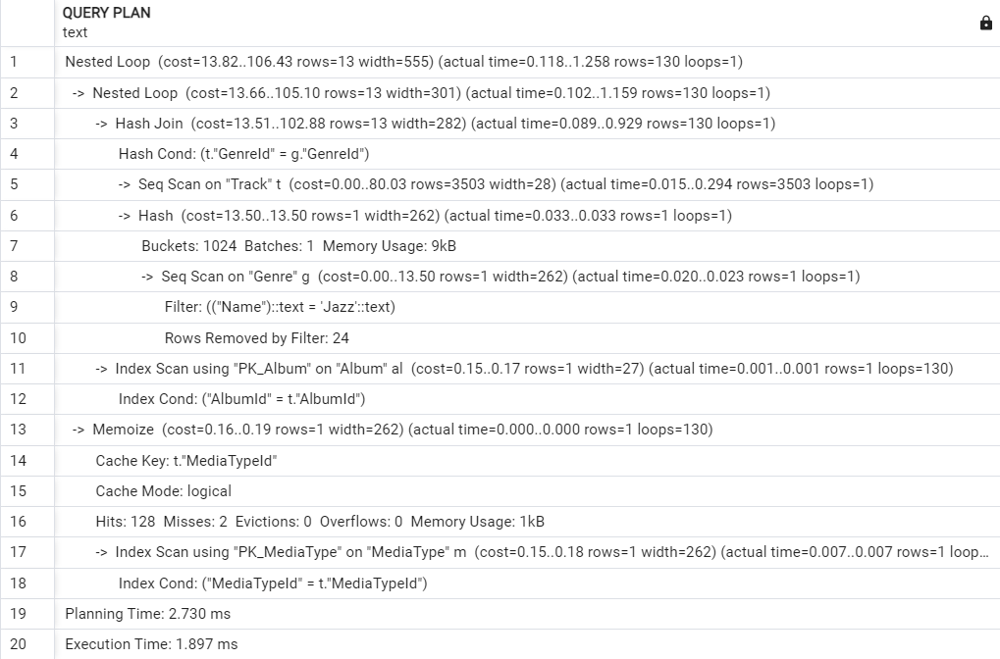 QUERY PLAN
text
1 Nested Loop (cost=13.82..106.43 rows=13 width=555) (actual time=0.118..1.258 rows=130 loops=1)
2 -> Nested Loop (cost=13.66..105.10 rows=13 width=301) (actual time=0.102..1.159 rows=130 loops=1)
3 -> Hash Join (cost=13.51..102.88 rows=13 width=282) (actual time=0.089..0.929 rows=130 loops=1)
4 Hash Cond: (t."GenreId" = g."GenreId")
5 -> Seq Scan on "Track" t (cost=0.00..80.03 rows=3503 width=28) (actual time=0.015..0.294 rows=3503 loops=1)
6 -> Hash (cost=13.50..13.50 rows=1 width=262) (actual time=0.033..0.033 rows=1 loops=1)
7 Buckets: 1024 Batches: 1 Memory Usage: 9kB
8 -> Seq Scan on "Genre" g (cost=0.00..13.50 rows=1 width=262) (actual time=0.020..0.023 rows=1 loops=1)
9 Filter: (("Name")::text = 'Jazz'::text)
10 Rows Removed by Filter: 24
11 -> Index Scan using "PK_Album" on "Album" al (cost=0.15..0.17 rows=1 width=27) (actual time=0.001..0.001 rows=1 loops=130)
12 Index Cond: ("AlbumId" = t."AlbumId")
13 -> Memoize (cost=0.16..0.19 rows=1 width=262) (actual time=0.000..0.000 rows=1 loops=130)
14 Cache Key: t."MediaTypeId"
15 Cache Mode: logical
16 Hits: 128 Misses: 2 Evictions: 0 Overflows: 0 Memory Usage: 1kB
17 -> Index Scan using "PK_MediaType" on "MediaType" m (cost=0.15..0.18 rows=1 width=262) (actual time=0.007..0.007 rows=1 loop...
18 Index Cond: ("MediaTypeId" = t."MediaTypeId")
19 Planning Time: 2.730 ms
20 Execution Time: 1.897 ms